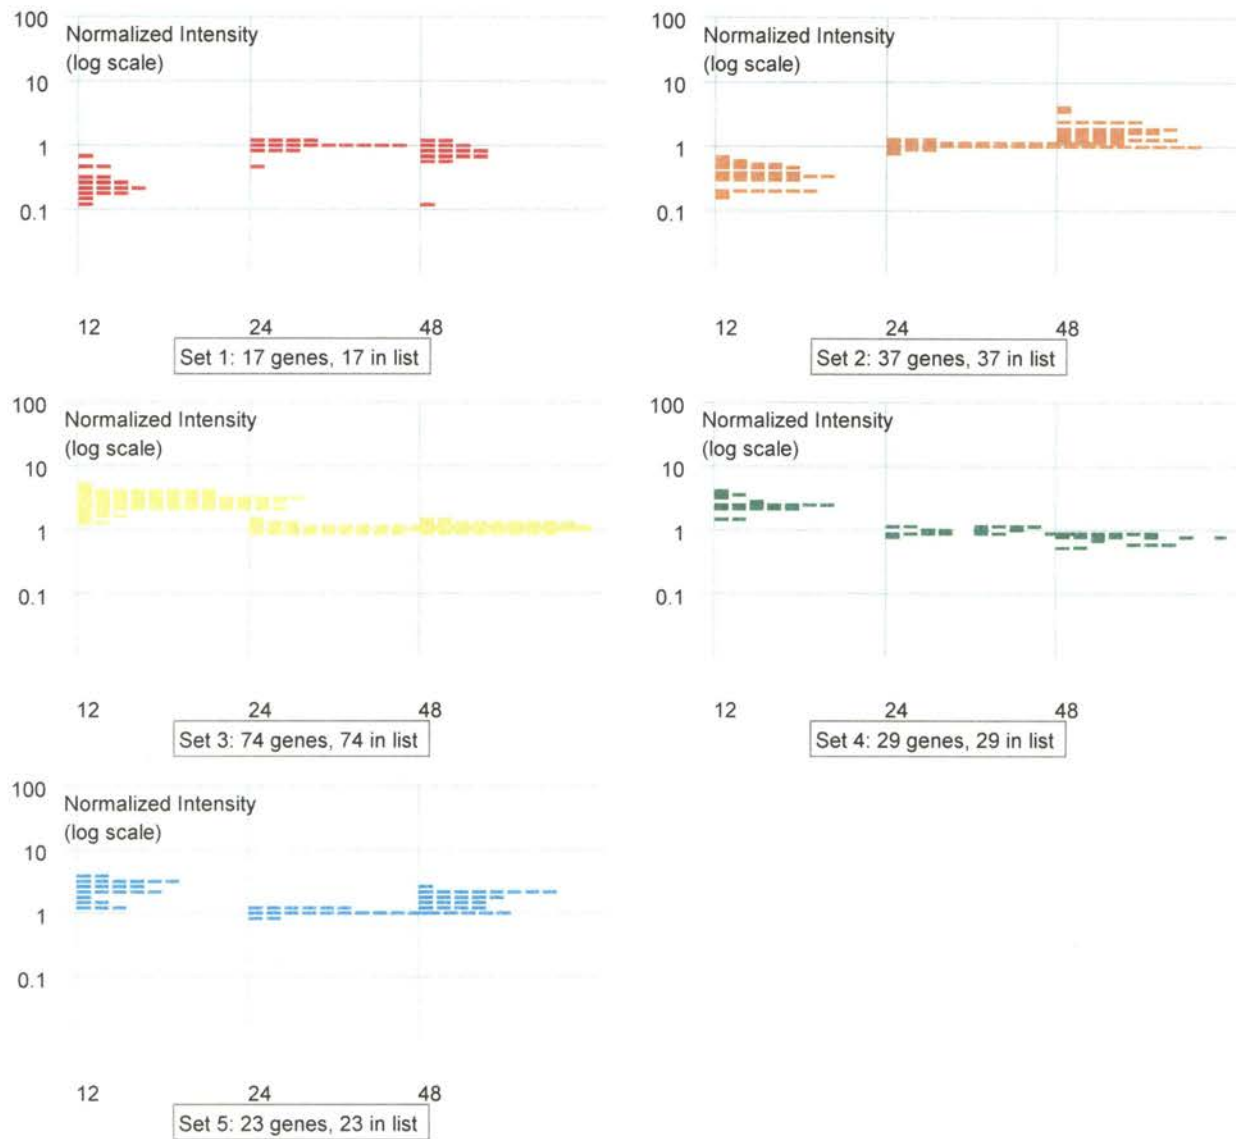 100
Normalized Intensity
(log scale)
10
1
0.1
12 24 48
Set 1: 17 genes, 17 in list
100
Normalized Intensity
(log scale)
10
1
0.1
12 24 48
Set 2: 37 genes, 37 in list
100
Normalized Intensity
(log scale)
10
1
0.1
12 24 48
Set 3: 74 genes, 74 in list
100
Normalized Intensity
(log scale)
10
1
0.1
12 24 48
Set 4: 29 genes, 29 in list
100
Normalized Intensity
(log scale)
10
1
0.1
12 24 48
Set 5: 23 genes, 23 in list